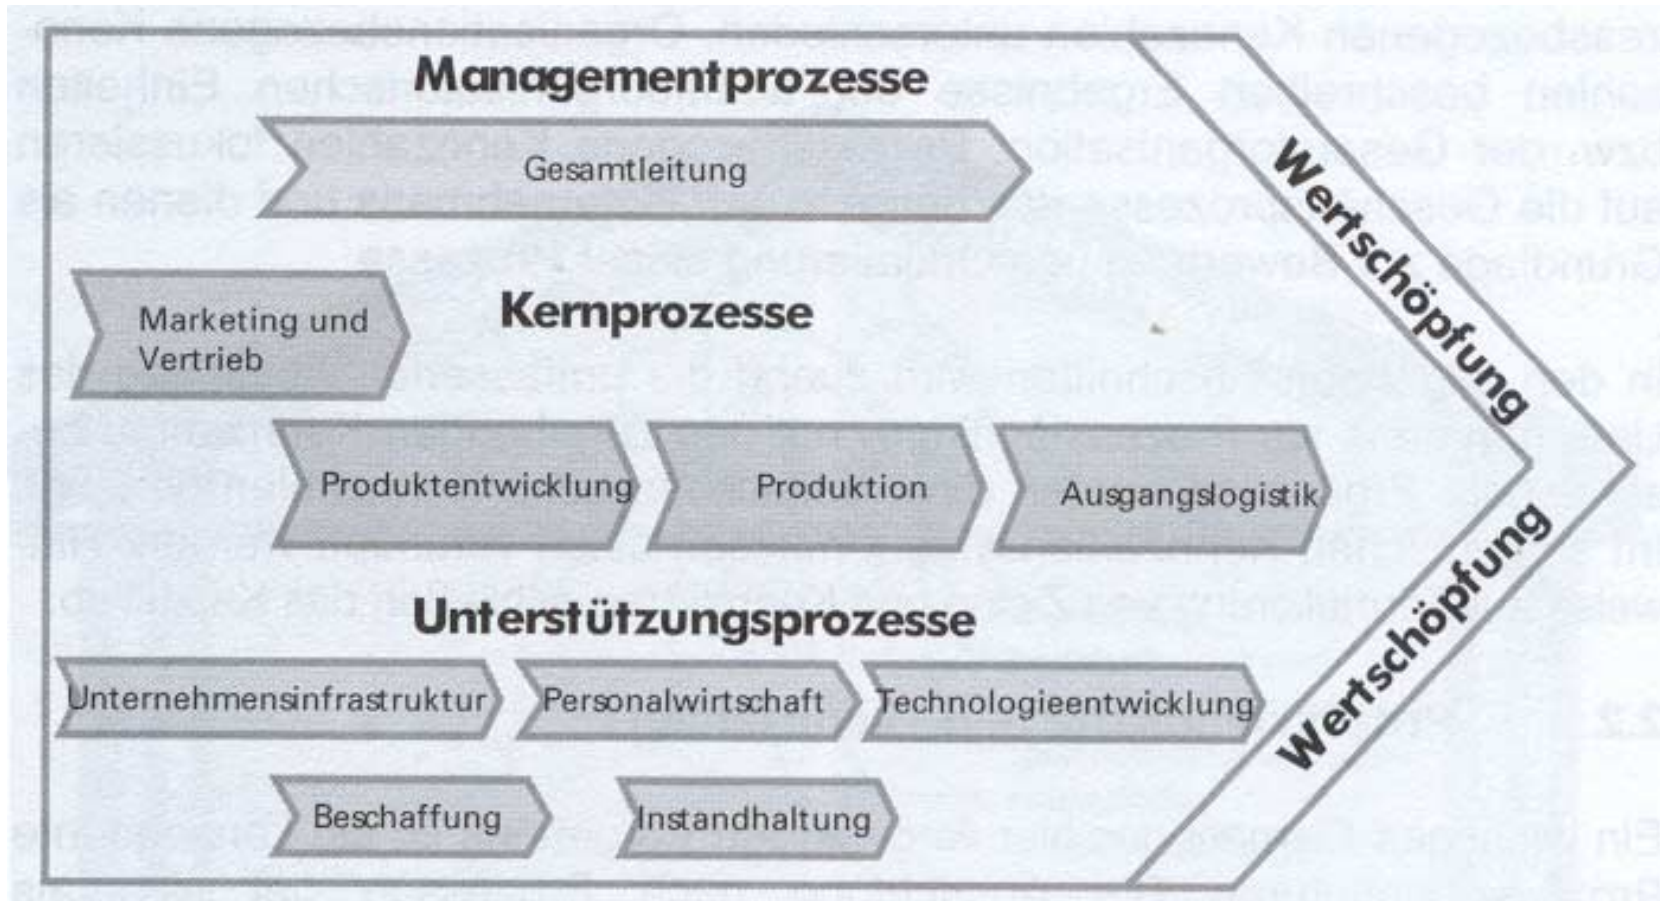 Managementprozesse
Gesamtleitung
Wertschöpfung
Marketing und
Vertrieb
Kernprozesse
Produktentwicklung
Produktion
Ausgangslogistik
Wertschöpfung
Unterstützungsprozesse
Unternehmensinfrastruktur
Personalwirtschaft
Technologieentwicklung
Beschaffung
Instandhaltung